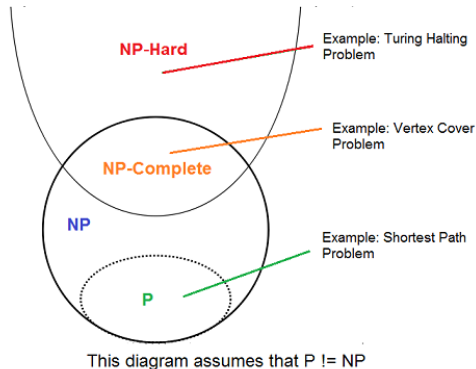 NP-Hard
Example: Turing Halting
Problem
Example: Vertex Cover
Problem
NP-Complete
NP
Example: Shortest Path
Problem
P
This diagram assumes that P != NP